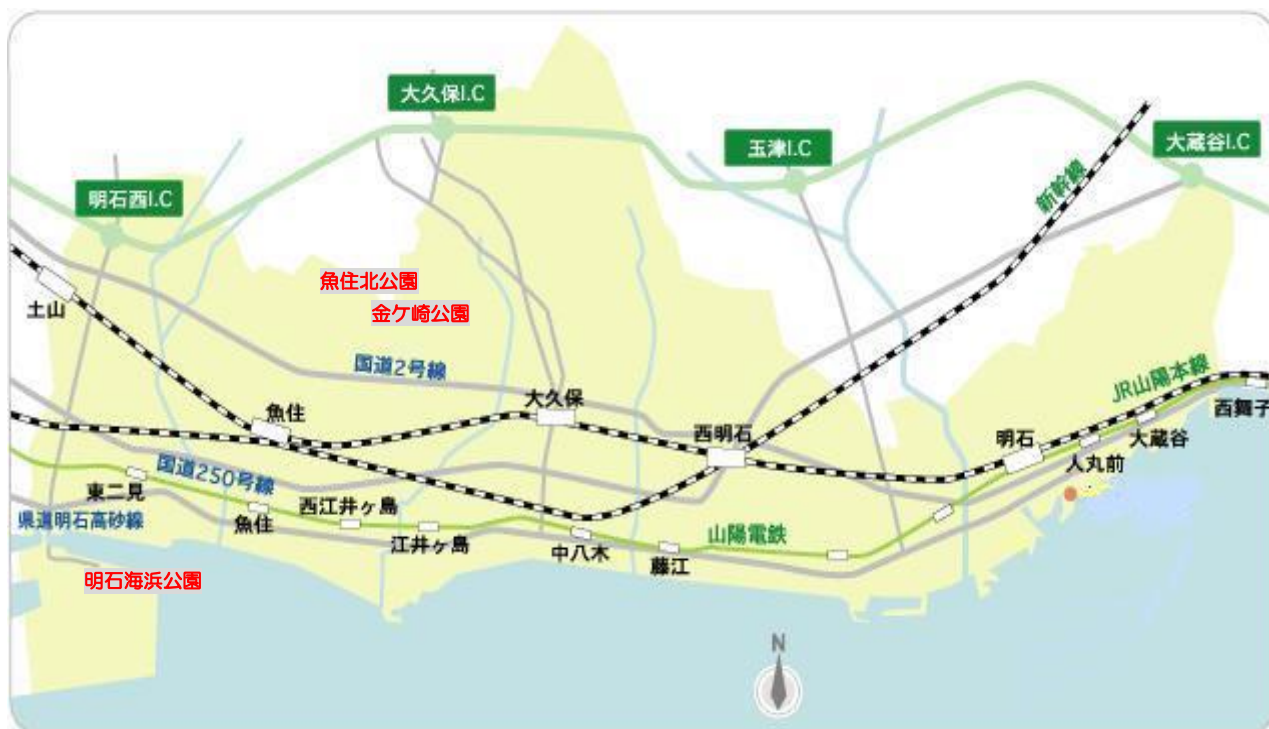 大久保I.C
玉津I.C
大蔵谷I.C
明石西I.C
新幹線
魚住北公園
金ケ崎公園
土山
国道2号線
大久保
魚住
西明石
明石
JR山陽本線
西舞子
大蔵谷
人丸前
国道250号線
東二見
西江井ヶ島
魚住
県道明石高砂線
江井ヶ島
中八木
藤江
山陽電鉄
明石海浜公園
N